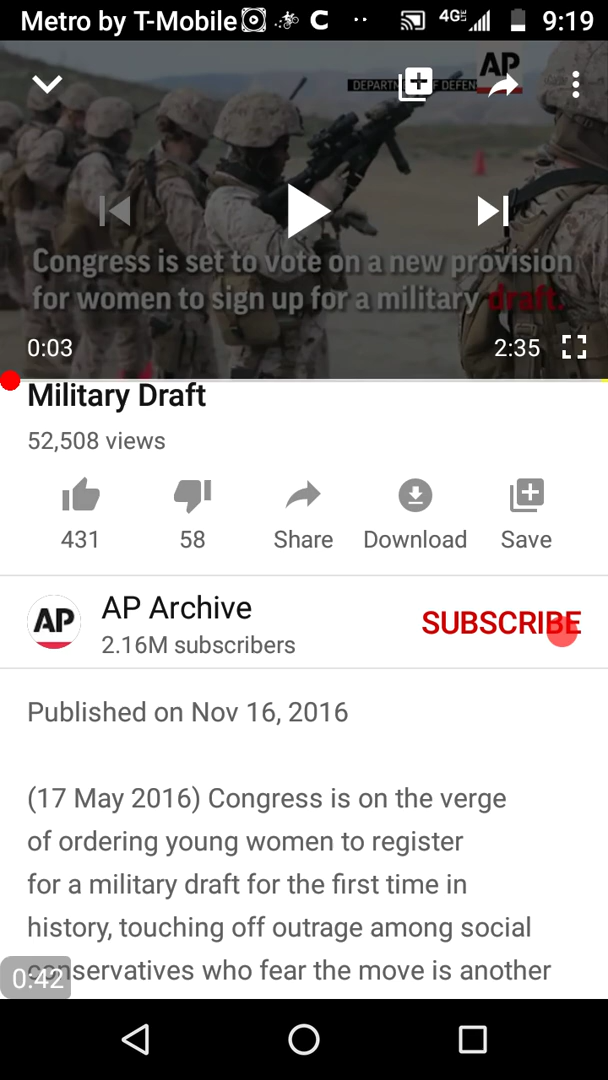 Metro by T-Mobile C 4GE 9:19
AP
Congress is set to vote on a new provision
for women to sign up for a military draft.
0:03 2:35
Military Draft
52,508 views
431 58 Share Download Save
AP AP Archive SUBSCRIBE
2.16M subscribers
Published on Nov 16, 2016
(17 May 2016) Congress is on the verge
of ordering young women to register
for a military draft for the first time in
history, touching off outrage among social
conservatives who fear the move is another
0:42